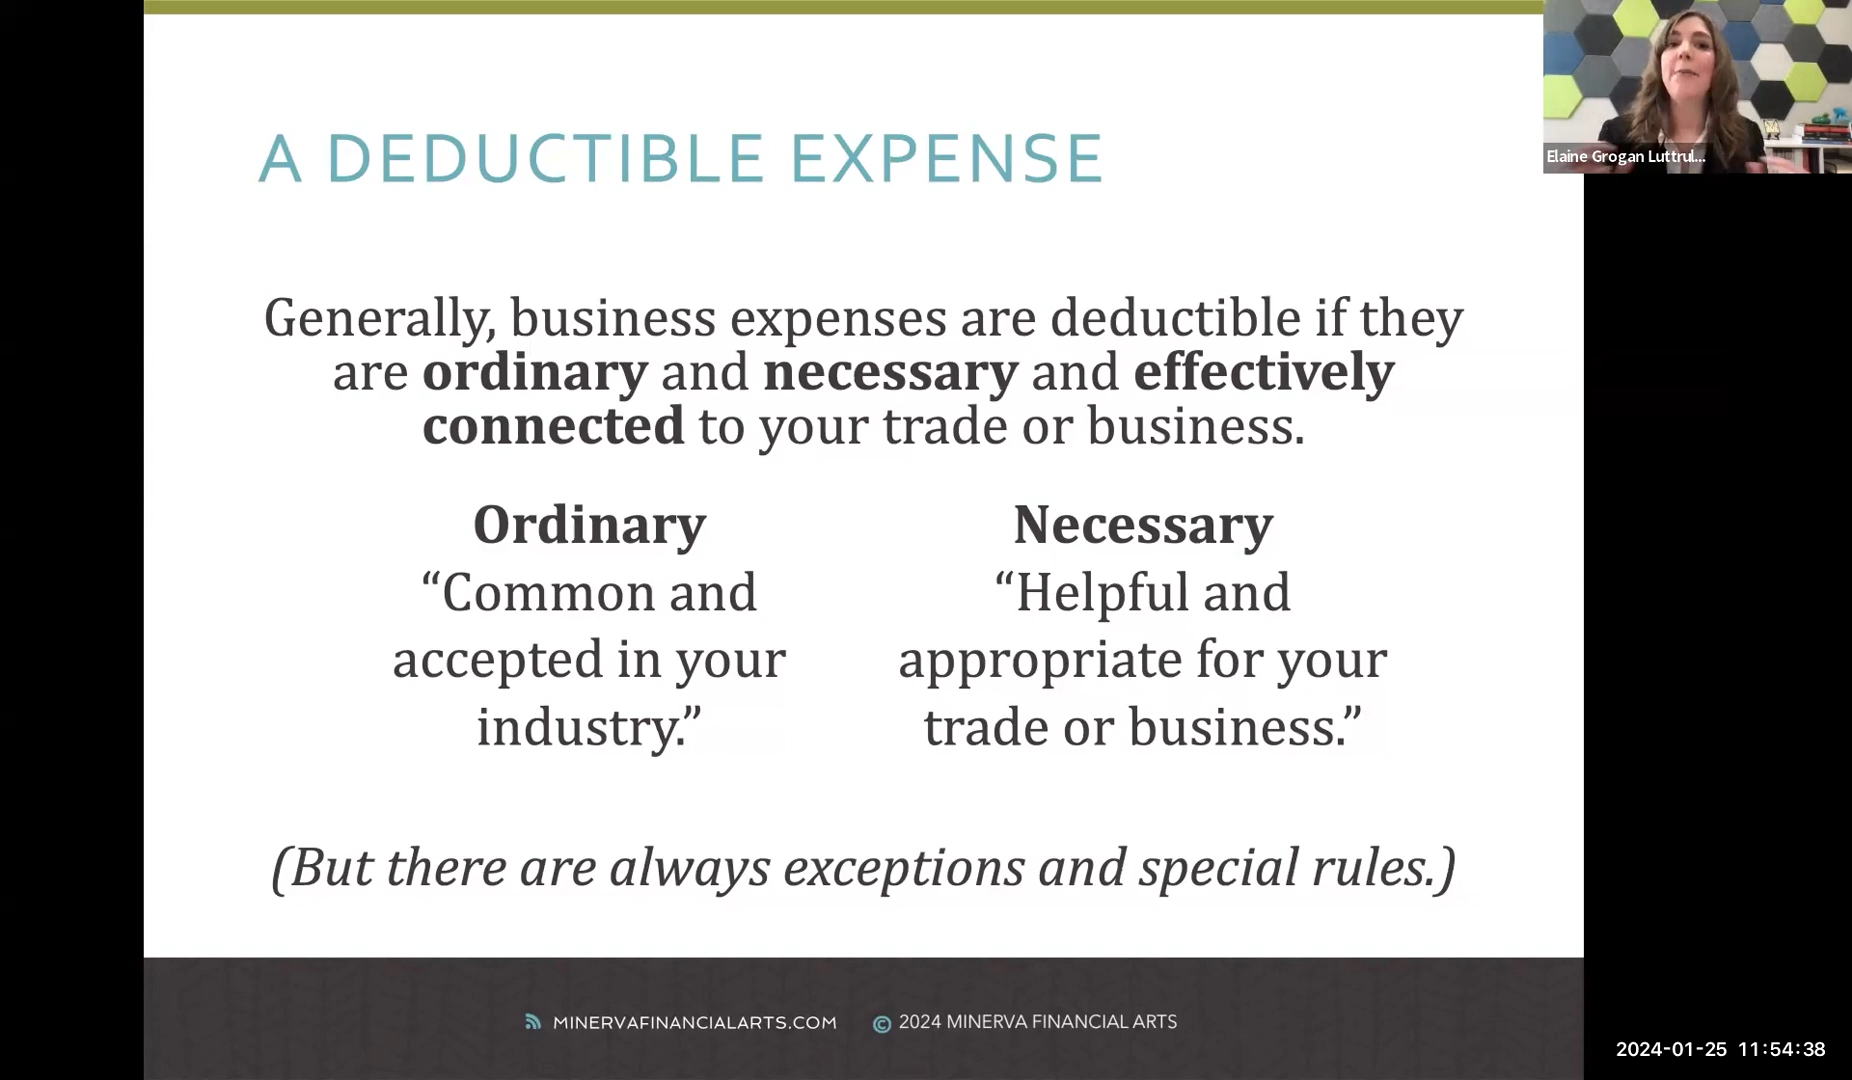 A DEDUCTIBLE EXPENSE
Elaine Grogan Luttrul...
Generally, business expenses are deductible if they
are ordinary and necessary and effectively
connected to your trade or business.
Ordinary
“Common and
accepted in your
industry.”
Necessary
“Helpful and
appropriate for your
trade or business.”
(But there are always exceptions and special rules.)
MINERVAFINANCIALARTS.COM
© 2024 MINERVA FINANCIAL ARTS
2024-01-25 11:54:38